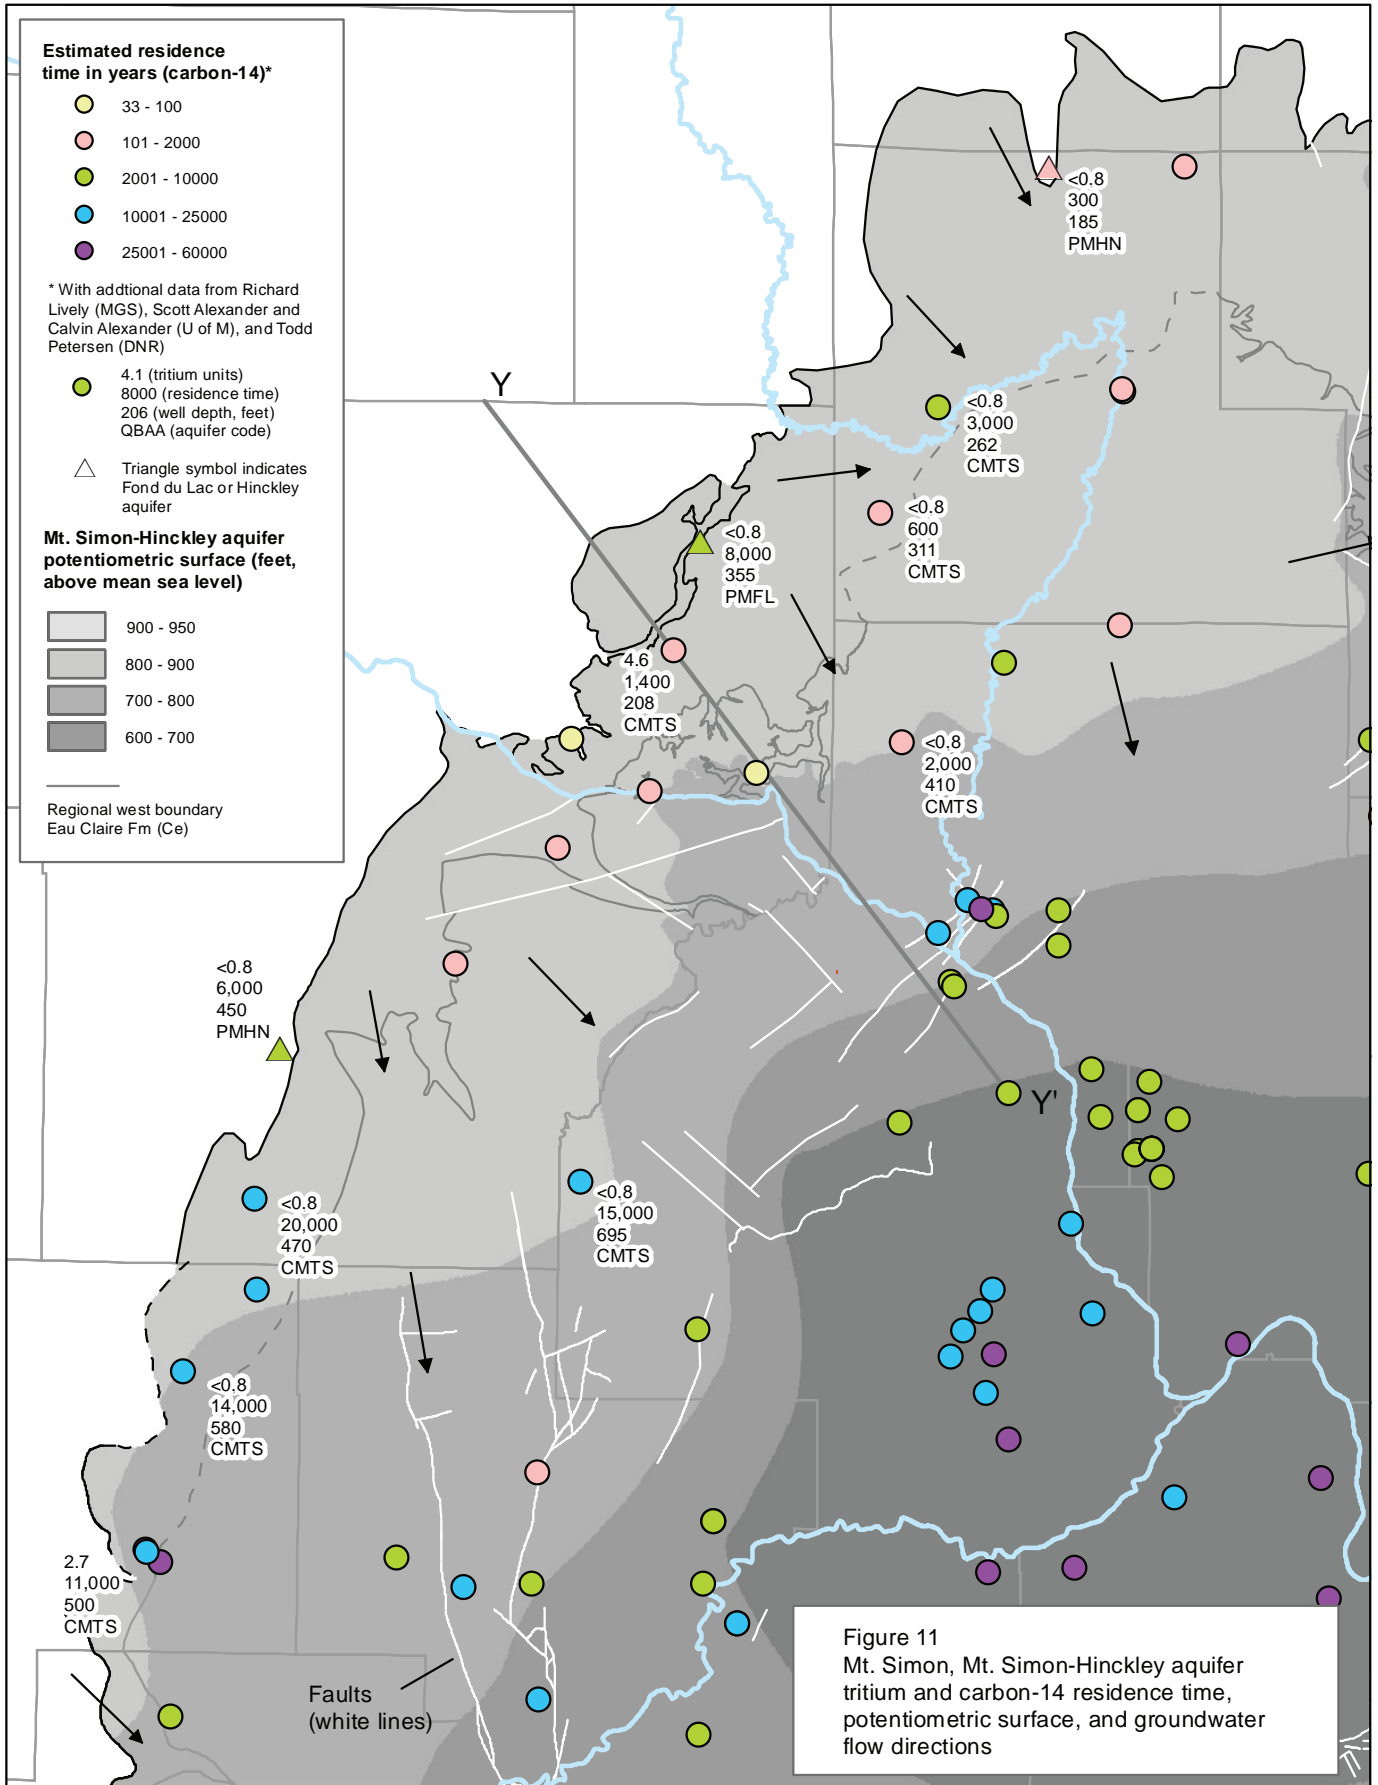 Estimated residence
time in years (carbon-14)*
33 - 100
101 - 2000
2001 - 10000
10001 - 25000
25001 - 60000
* With addtional data from Richard
Lively (MGS), Scott Alexander and
Calvin Alexander (U of M), and Todd
Petersen (DNR)
4.1 (tritium units)
8000 (residence time)
206 (well depth, feet)
QBAA (aquifer code)
Triangle symbol indicates
Fond du Lac or Hinckley
aquifer
Mt. Simon-Hinckley aquifer
potentiometric surface (feet,
above mean sea level)
900 - 950
800 - 900
700 - 800
600 - 700
Regional west boundary
Eau Claire Fm (Ce)
<0.8
300
185
PMHN
Y
<0.8
3,000
262
CMTS
<0.8
600
311
CMTS
<0.8
8,000
355
PMFL
4.6
1,400
208
CMTS
<0.8
2,000
410
CMTS
<0.8
6,000
450
PMHN
Y'
<0.8
20,000
470
CMTS
<0.8
15,000
695
CMTS
<0.8
14,000
580
CMTS
2.7
11,000
500
CMTS
Faults
(white lines)
Figure 11
Mt. Simon, Mt. Simon-Hinckley aquifer
tritium and carbon-14 residence time,
potentiometric surface, and groundwater
flow directions